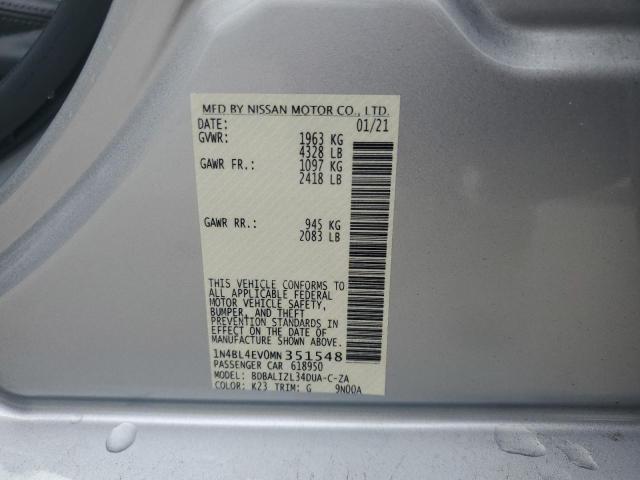 MFD BY NISSAN MOTOR CO., LTD.
DATE: 01/21
GVWR: 1963 KG
4328 LB
GAWR FR.: 1097 KG
2418 LB
GAWR RR.: 945 KG
2083 LB
THIS VEHICLE CONFORMS TO
ALL APPLICABLE FEDERAL
MOTOR VEHICLE SAFETY,
BUMPER, AND THEFT
PREVENTION STANDARDS IN
EFFECT ON THE DATE OF
MANUFACTURE SHOWN ABOVE.
1N4BL4EV0MN351548
PASSENGER CAR 618950
MODEL: BDBALIZL34DUA-C-ZA
COLOR: K23 TRIM: G 9N00A